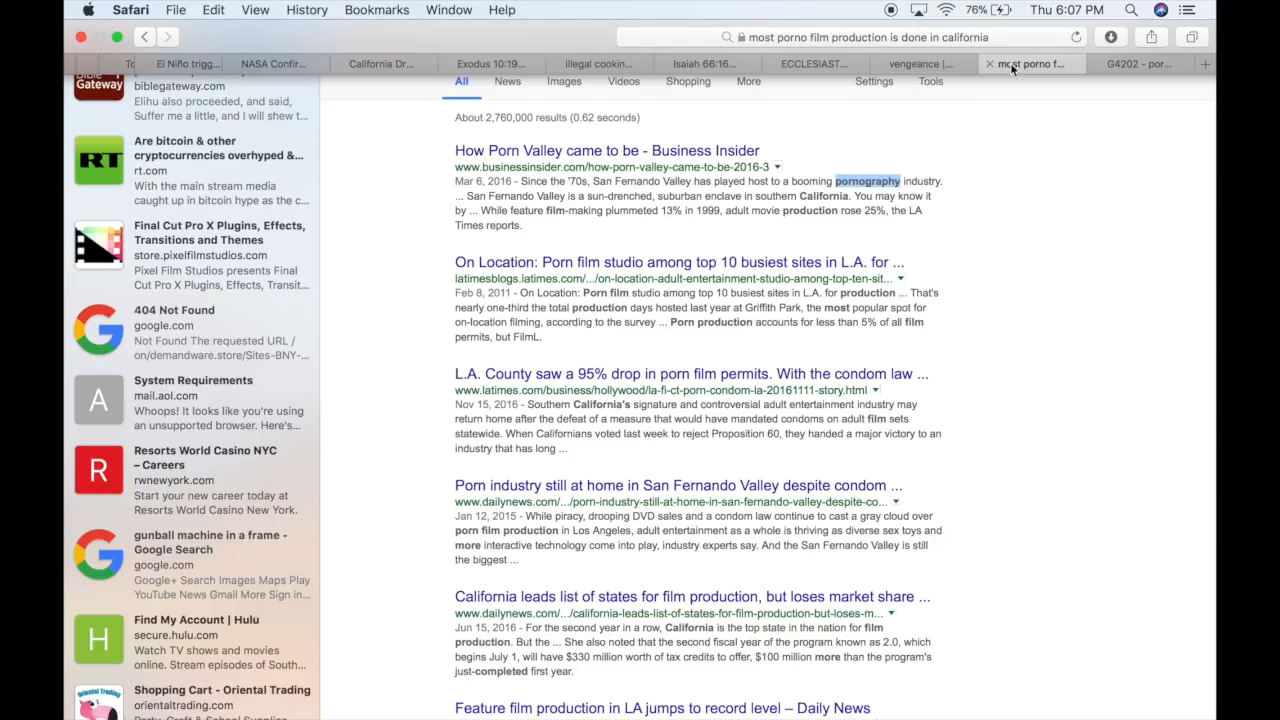 Safari File Edit View History Bookmarks Window Help 76% Thu 6:07 PM
most porno film production is done in california
To El Niño trigg... NASA Confir... California Dr... Exodus 10:19... illegal cookin... Isaiah 66:16... ECCLESIAST... vengeance |... most porno f... G4202 - por...
All News Images Videos Shopping More Settings Tools
About 2,760,000 results (0.62 seconds)
How Porn Valley came to be - Business Insider
www.businessinsider.com/how-porn-valley-came-to-be-2016-3
Mar 6, 2016 - Since the '70s, San Fernando Valley has played host to a booming pornography industry.
... San Fernando Valley is a sun-drenched, suburban enclave in southern California. You may know it
by ... While feature film-making plummeted 13% in 1999, adult movie production rose 25%, the LA
Times reports.
On Location: Porn film studio among top 10 busiest sites in L.A. for ...
latimesblogs.latimes.com/.../on-location-adult-entertainment-studio-among-top-ten-sit...
Feb 8, 2011 - On Location: Porn film studio among top 10 busiest sites in L.A. for production ... That's
nearly one-third the total production days hosted last year at Griffith Park, the most popular spot for
on-location filming, according to the survey ... Porn production accounts for less than 5% of all film
permits, but FilmL.
L.A. County saw a 95% drop in porn film permits. With the condom law ...
www.latimes.com/business/hollywood/la-fi-ct-porn-condom-la-20161111-story.html
Nov 15, 2016 - Southern California's signature and controversial adult entertainment industry may
return home after the defeat of a measure that would have mandated condoms on adult film sets
statewide. When Californians voted last week to reject Proposition 60, they handed a major victory to an
industry that has long ...
Porn industry still at home in San Fernando Valley despite condom ...
www.dailynews.com/.../porn-industry-still-at-home-in-san-fernando-valley-despite-co...
Jan 12, 2015 - While piracy, drooping DVD sales and a condom law continue to cast a gray cloud over
porn film production in Los Angeles, adult entertainment as a whole is thriving as diverse sex toys and
more interactive technology come into play, industry experts say. And the San Fernando Valley is still
the biggest ...
California leads list of states for film production, but loses market share ...
www.dailynews.com/.../california-leads-list-of-states-for-film-production-but-loses-m...
Jun 15, 2016 - For the second year in a row, California is the top state in the nation for film
production. But the ... She also noted that the second fiscal year of the program known as 2.0, which
begins July 1, will have $330 million worth of tax credits to offer, $100 million more than the program's
just-completed first year.
Feature film production in LA jumps to record level – Daily News
Bible
Gateway
biblegateway.com
Elihu also proceeded, and said,
Suffer me a little, and I will shew t...
RT
Are bitcoin & other
cryptocurrencies overhyped &...
rt.com
With the main stream media
caught up in bitcoin hype as the c...
Final Cut Pro X Plugins, Effects,
Transitions and Themes
store.pixelfilmstudios.com
Pixel Film Studios presents Final
Cut Pro X Plugins, Effects, Transit...
404 Not Found
google.com
Not Found The requested URL /
on/demandware.store/Sites-BNY-...
A
System Requirements
mail.aol.com
Whoops! It looks like you're using
an unsupported browser. Here's...
R
Resorts World Casino NYC
– Careers
rwnewyork.com
Start your new career today at
Resorts World Casino New York.
G
gunball machine in a frame -
Google Search
google.com
Google+ Search Images Maps Play
YouTube News Gmail More Sign in...
H
Find My Account | Hulu
secure.hulu.com
Watch TV shows and movies
online. Stream episodes of South...
Oriental Trading
Shopping Cart - Oriental Trading
orientaltrading.com
Party, Craft & School Supplies